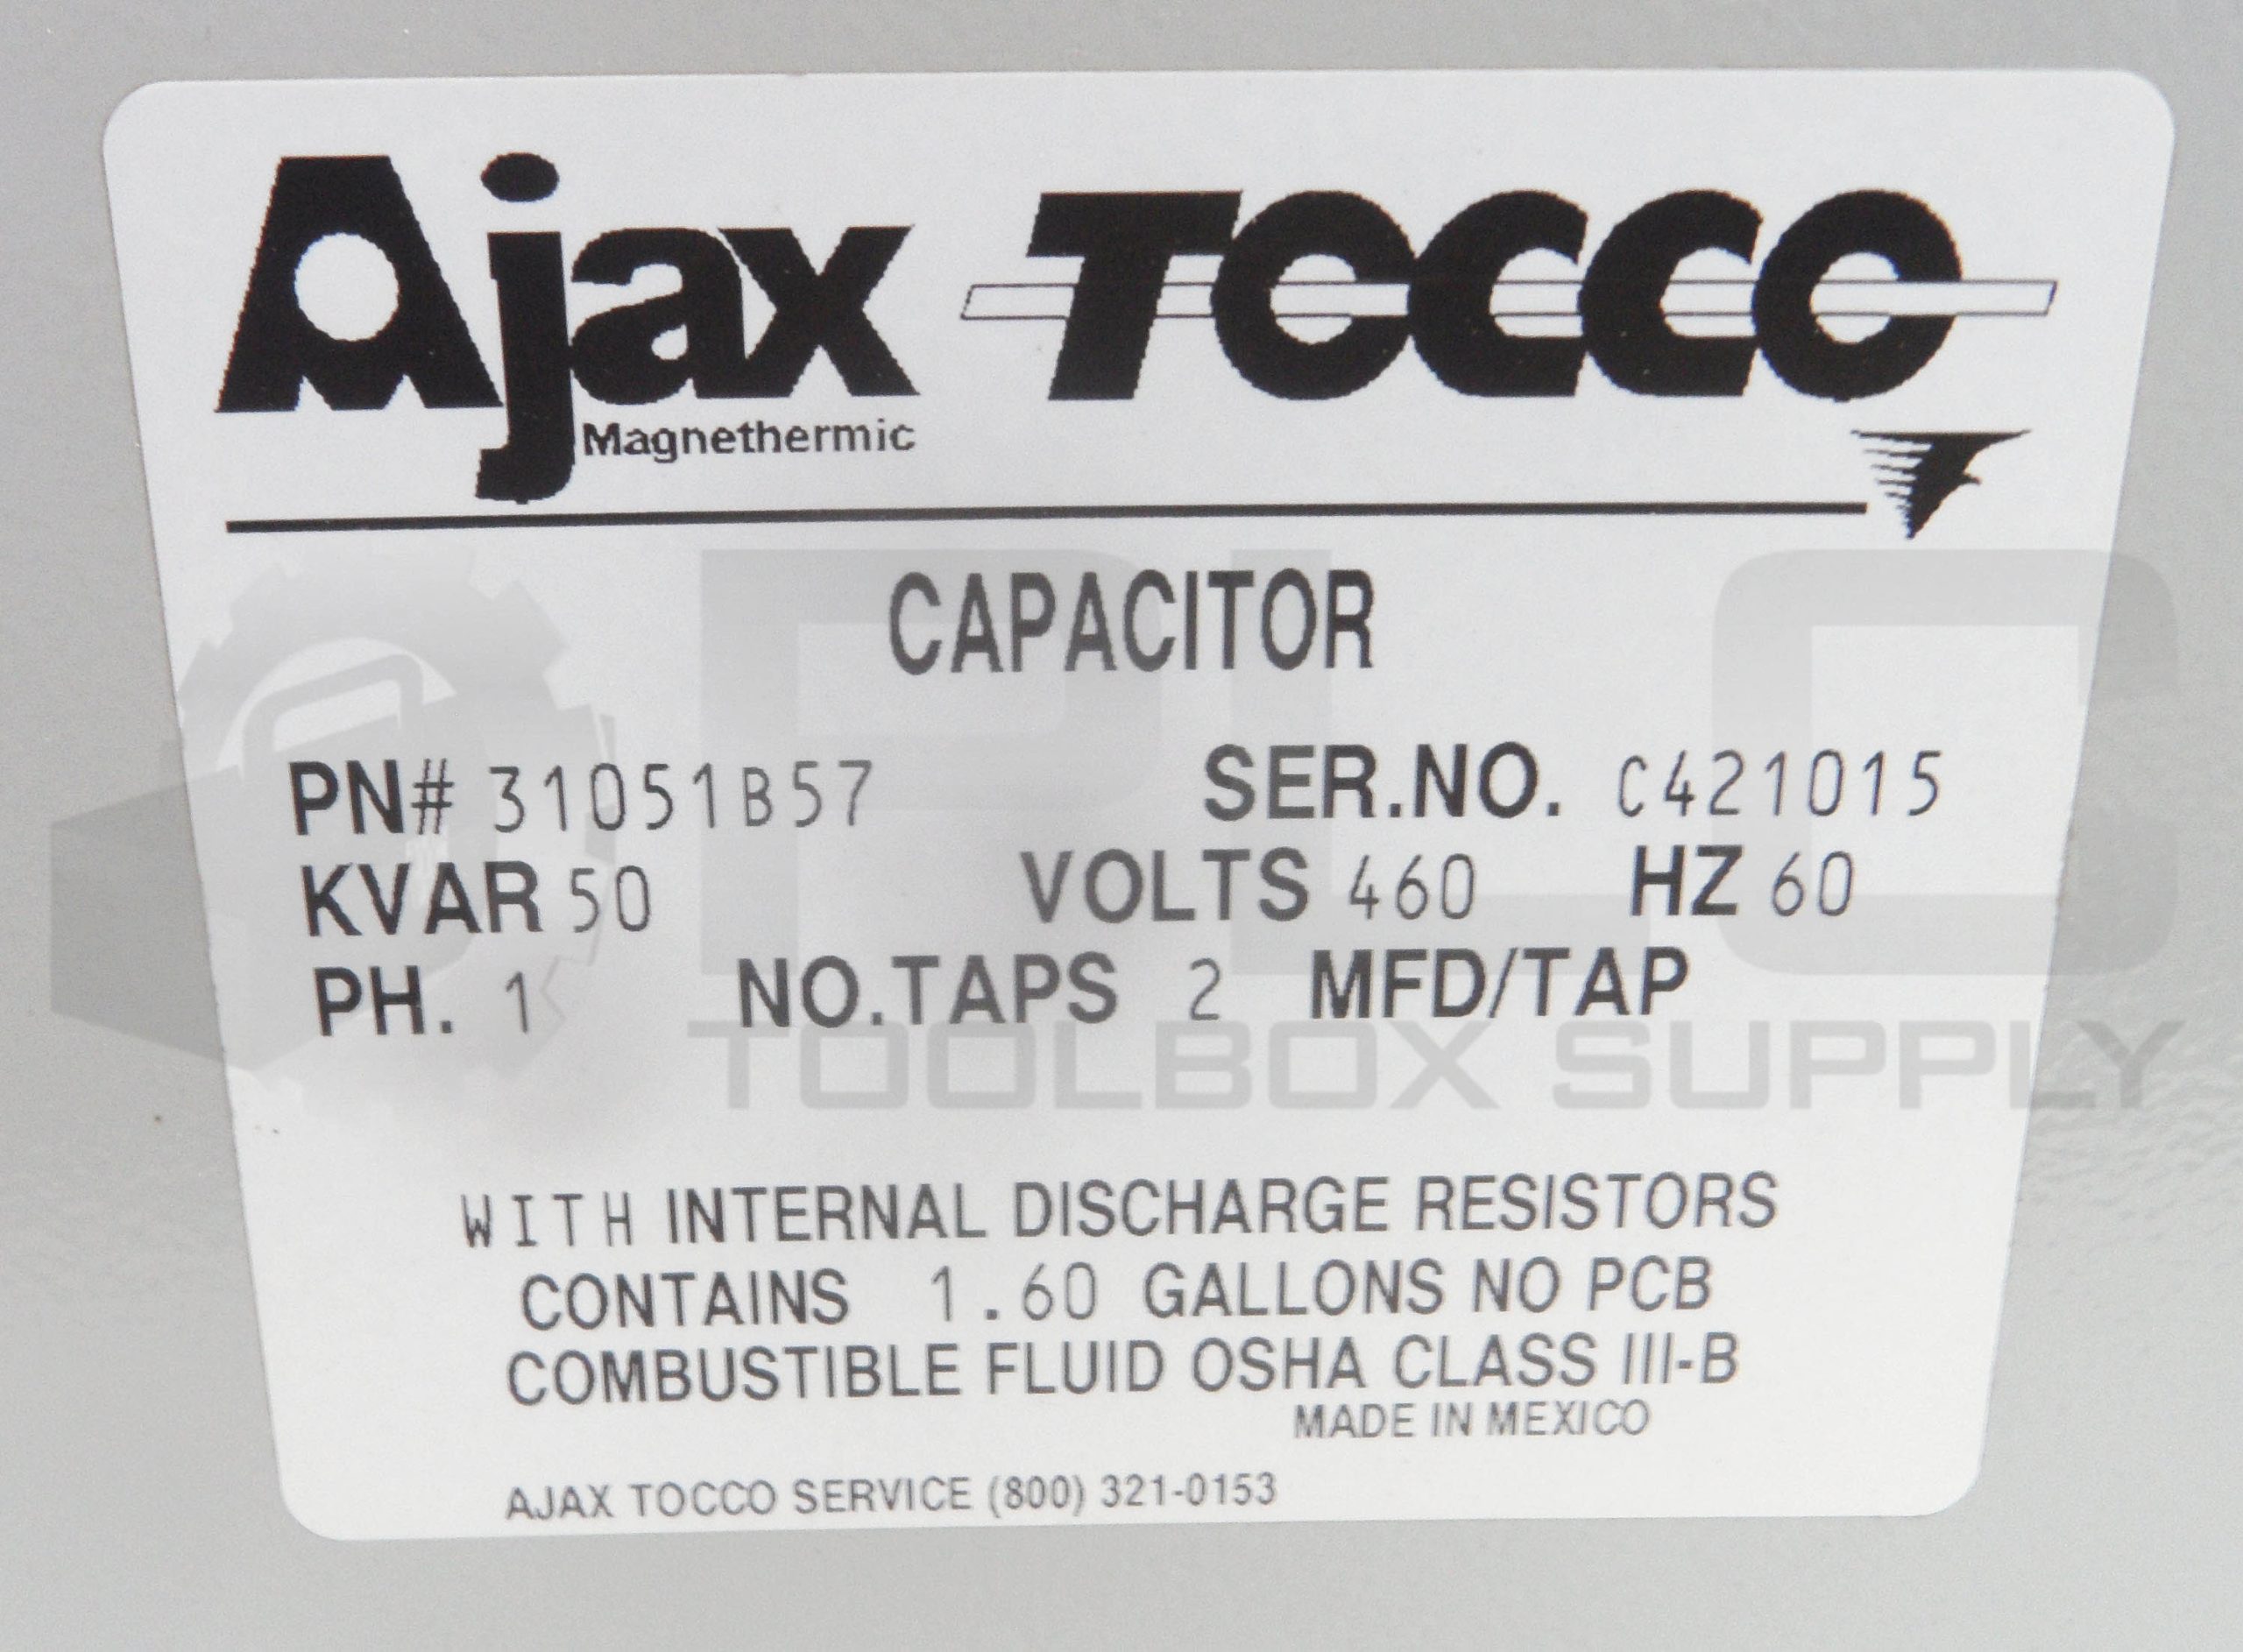 Ajax TOCCO
Magnethermic
CAPACITOR
PN# 31051B57 SER.NO. C421015
KVAR 50 VOLTS 460 HZ 60
PH. 1 NO.TAPS 2 MFD/TAP
PLC
TOOLBOX SUPPLY
WITH INTERNAL DISCHARGE RESISTORS
CONTAINS 1.60 GALLONS NO PCB
COMBUSTIBLE FLUID OSHA CLASS III-B
MADE IN MEXICO
AJAX TOCCO SERVICE (800) 321-0153